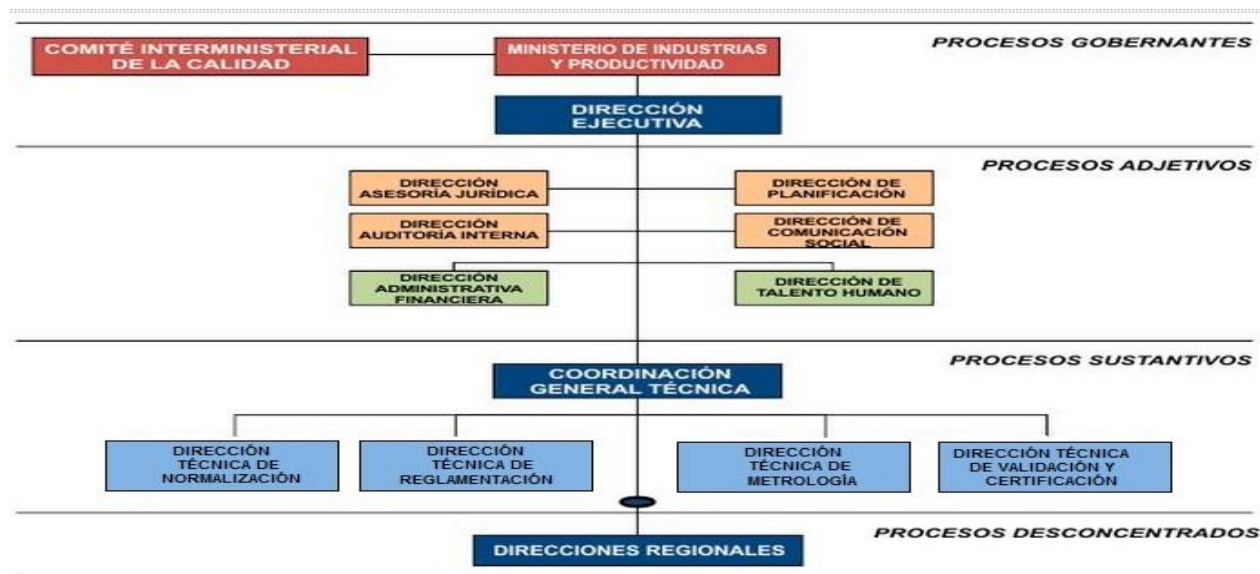 PROCESOS GOBERNANTES
COMITÉ INTERMINISTERIAL
DE LA CALIDAD
MINISTERIO DE INDUSTRIAS
Y PRODUCTIVIDAD
DIRECCIÓN
EJECUTIVA
PROCESOS ADJETIVOS
DIRECCIÓN
ASESORÍA JURÍDICA
DIRECCIÓN DE
PLANIFICACIÓN
DIRECCIÓN
AUDITORÍA INTERNA
DIRECCIÓN DE
COMUNICACIÓN
SOCIAL
DIRECCIÓN
ADMINISTRATIVA
FINANCIERA
DIRECCIÓN DE
TALENTO HUMANO
PROCESOS SUSTANTIVOS
COORDINACIÓN
GENERAL TÉCNICA
DIRECCIÓN
TÉCNICA DE
NORMALIZACIÓN
DIRECCIÓN
TÉCNICA DE
REGLAMENTACIÓN
DIRECCIÓN
TÉCNICA DE
METROLOGÍA
DIRECCIÓN TÉCNICA
DE VALIDACIÓN Y
CERTIFICACIÓN
PROCESOS DESCONCENTRADOS
DIRECCIONES REGIONALES